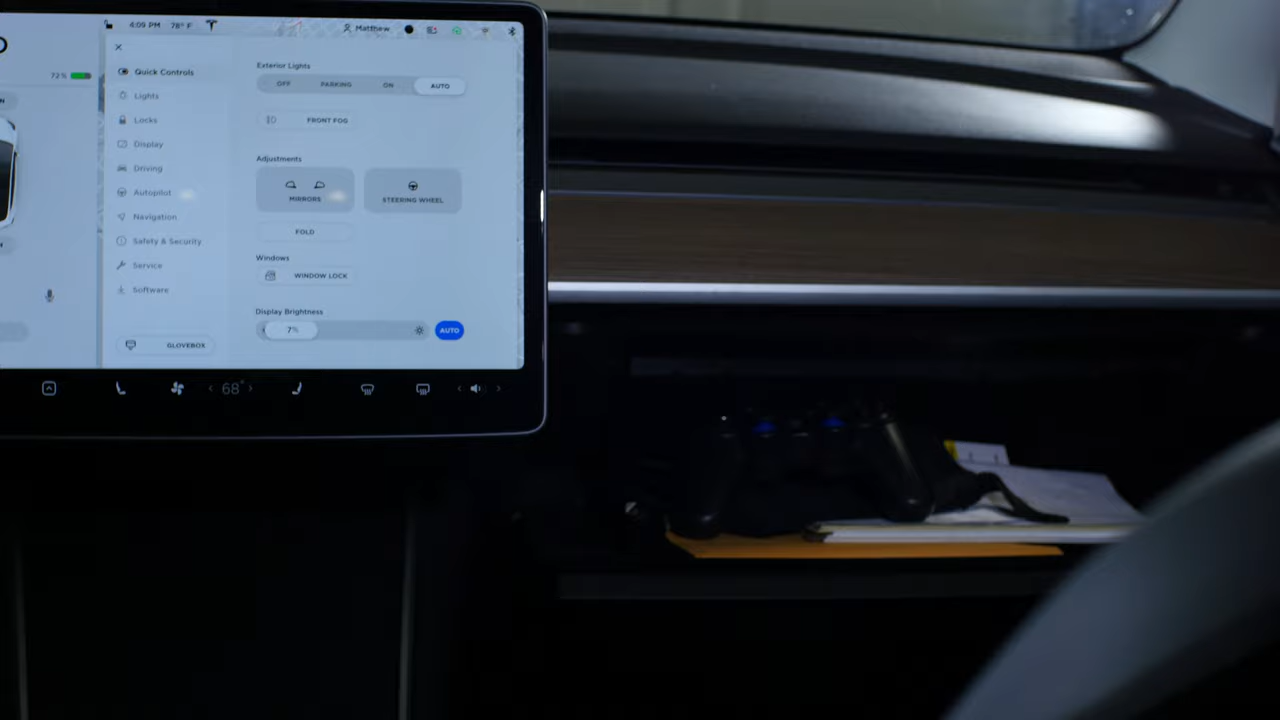 4:09 PM 78° F Matthew
72%
Quick Controls
Lights
Locks
Display
Driving
Autopilot
Navigation
Safety & Security
Service
Software
GLOVEBOX
Exterior Lights
OFF PARKING ON AUTO
FRONT FOG
Adjustments
MIRRORS STEERING WHEEL
FOLD
Windows
WINDOW LOCK
Display Brightness
7% AUTO
68°